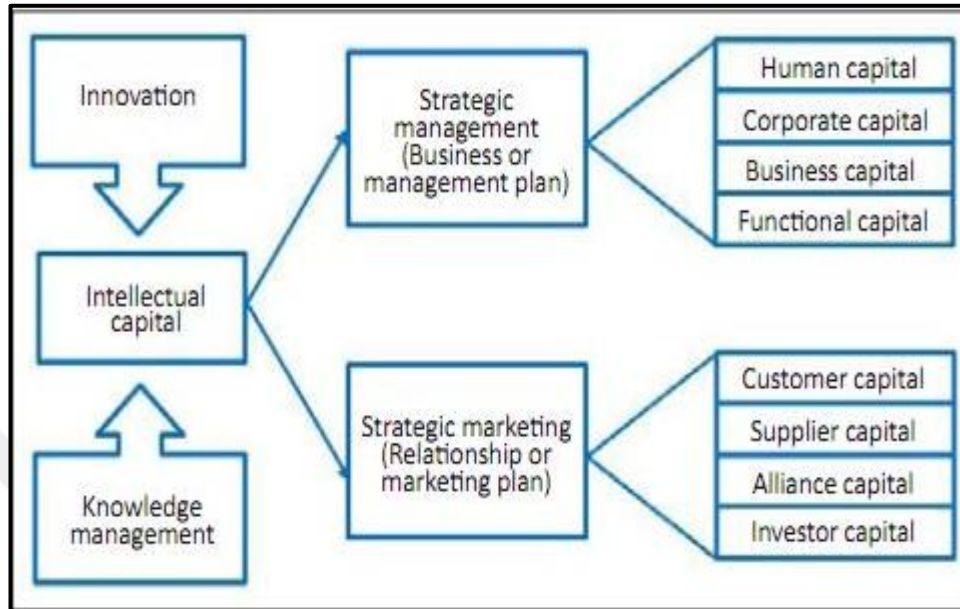 Innovation
Intellectual
capital
Knowledge
management
Strategic
management
(Business or
management plan)
Strategic marketing
(Relationship or
marketing plan)
Human capital
Corporate capital
Business capital
Functional capital
Customer capital
Supplier capital
Alliance capital
Investor capital